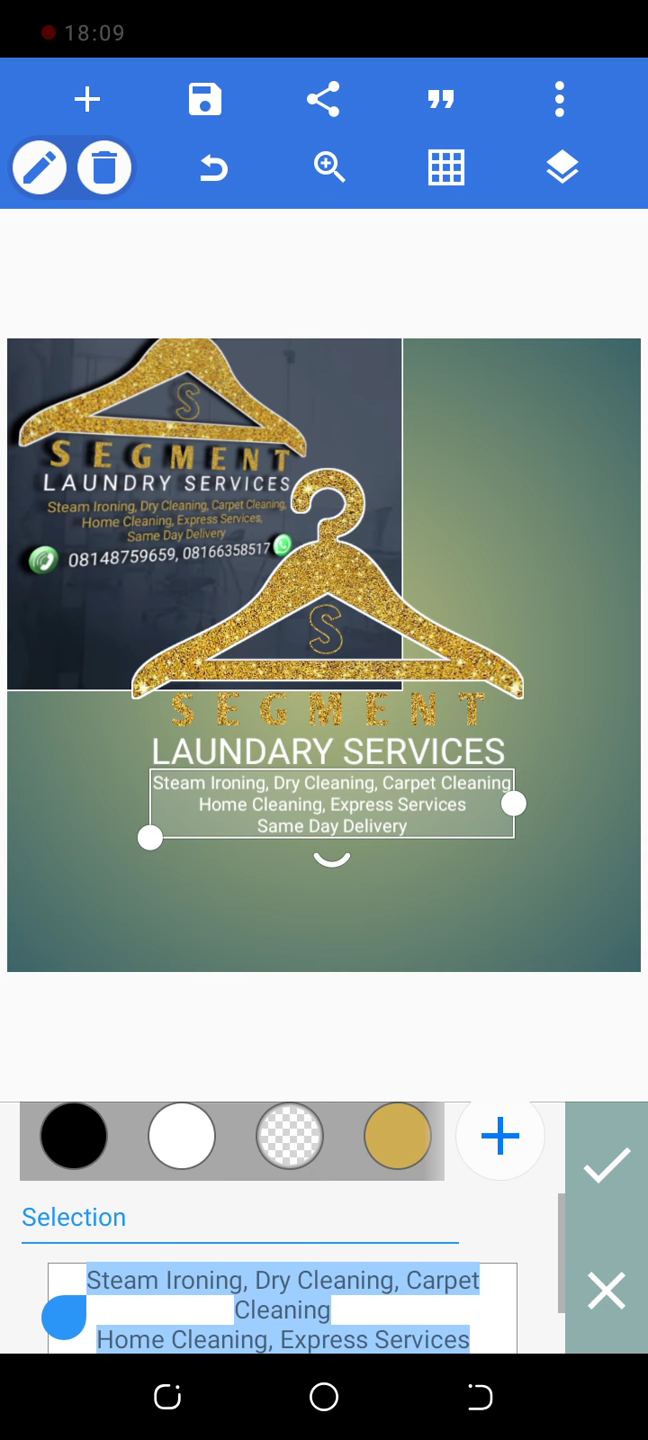 18:09
S
SEGMENT
LAUNDRY SERVICES
Steam Ironing, Dry Cleaning, Carpet Cleaning,
Home Cleaning, Express Services,
Same Day Delivery
08148759659, 08166358517
S
SEGMENT
LAUNDARY SERVICES
Steam Ironing, Dry Cleaning, Carpet Cleaning
Home Cleaning, Express Services
Same Day Delivery
Selection
Steam Ironing, Dry Cleaning, Carpet
Cleaning
Home Cleaning, Express Services